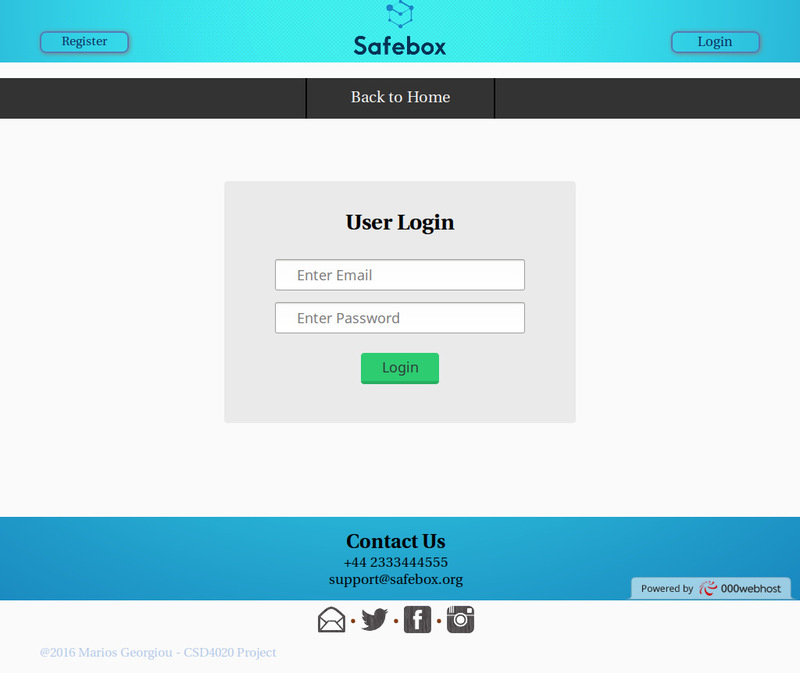 Register
Safebox
Login
Back to Home
User Login
Enter Email
Enter Password
Login
Contact Us
+44 2333444555
support@safebox.org
Powered by 000webhost
@2016 Marios Georgiou - CSD4020 Project